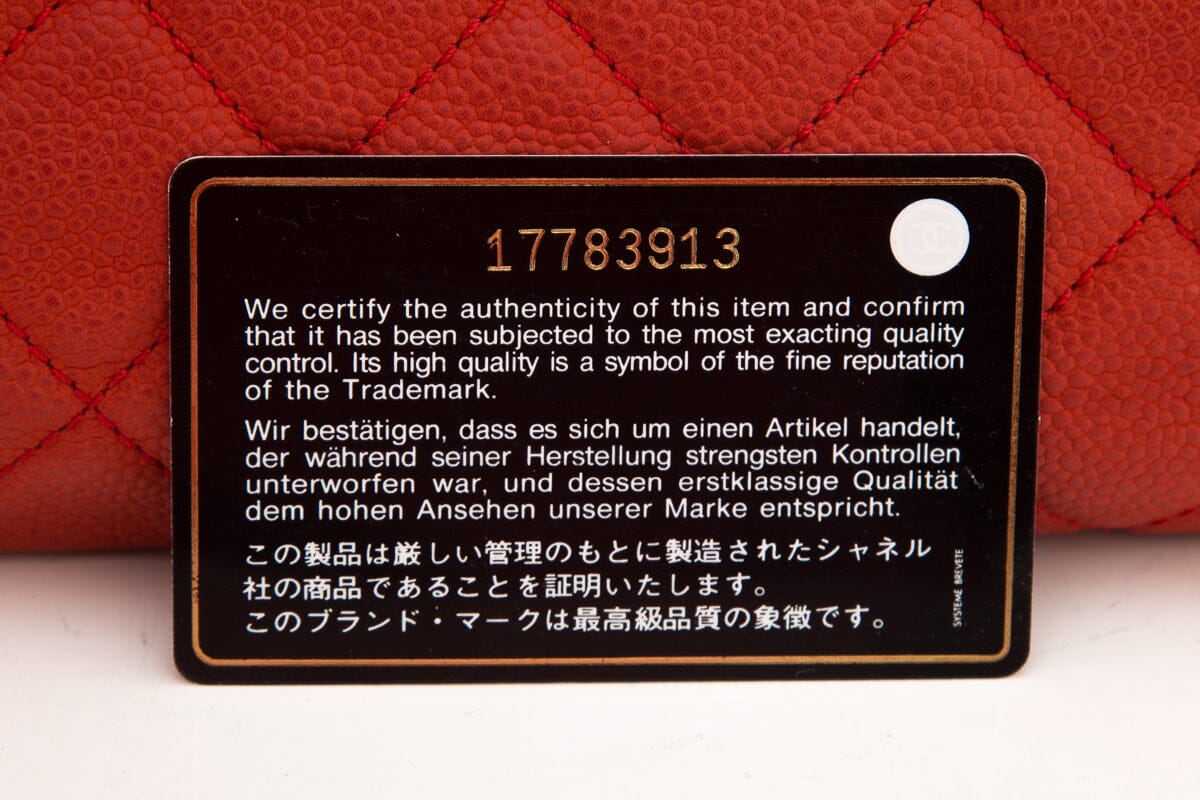 17783913
We certify the authenticity of this item and confirm
that it has been subjected to the most exacting quality
control. Its high quality is a symbol of the fine reputation
of the Trademark.
Wir bestätigen, dass es sich um einen Artikel handelt,
der während seiner Herstellung strengsten Kontrollen
unterworfen war, und dessen erstklassige Qualität
dem hohen Ansehen unserer Marke entspricht.
この製品は厳しい管理のもとに製造されたシャネル
社の商品であることを証明いたします。
このブランド・マークは最高級品質の象徴です。
SYSTEME BREVETE